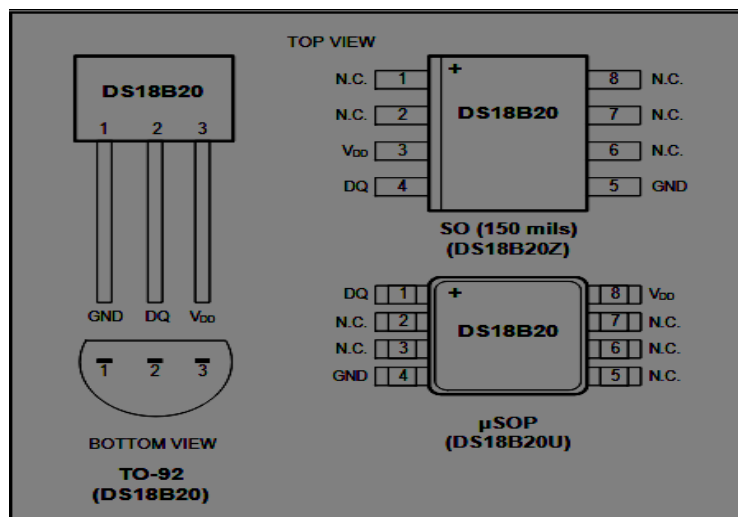 DS18B20
1 2 3
GND DQ VDD
1 2 3
BOTTOM VIEW
TO-92
(DS18B20)
TOP VIEW
N.C. 1 + 8 N.C.
N.C. 2 DS18B20 7 N.C.
VDD 3 6 N.C.
DQ 4 5 GND
SO (150 mils)
(DS18B20Z)
DQ 1 + 8 VDD
N.C. 2 DS18B20 7 N.C.
N.C. 3 6 N.C.
GND 4 5 N.C.
µSOP
(DS18B20U)